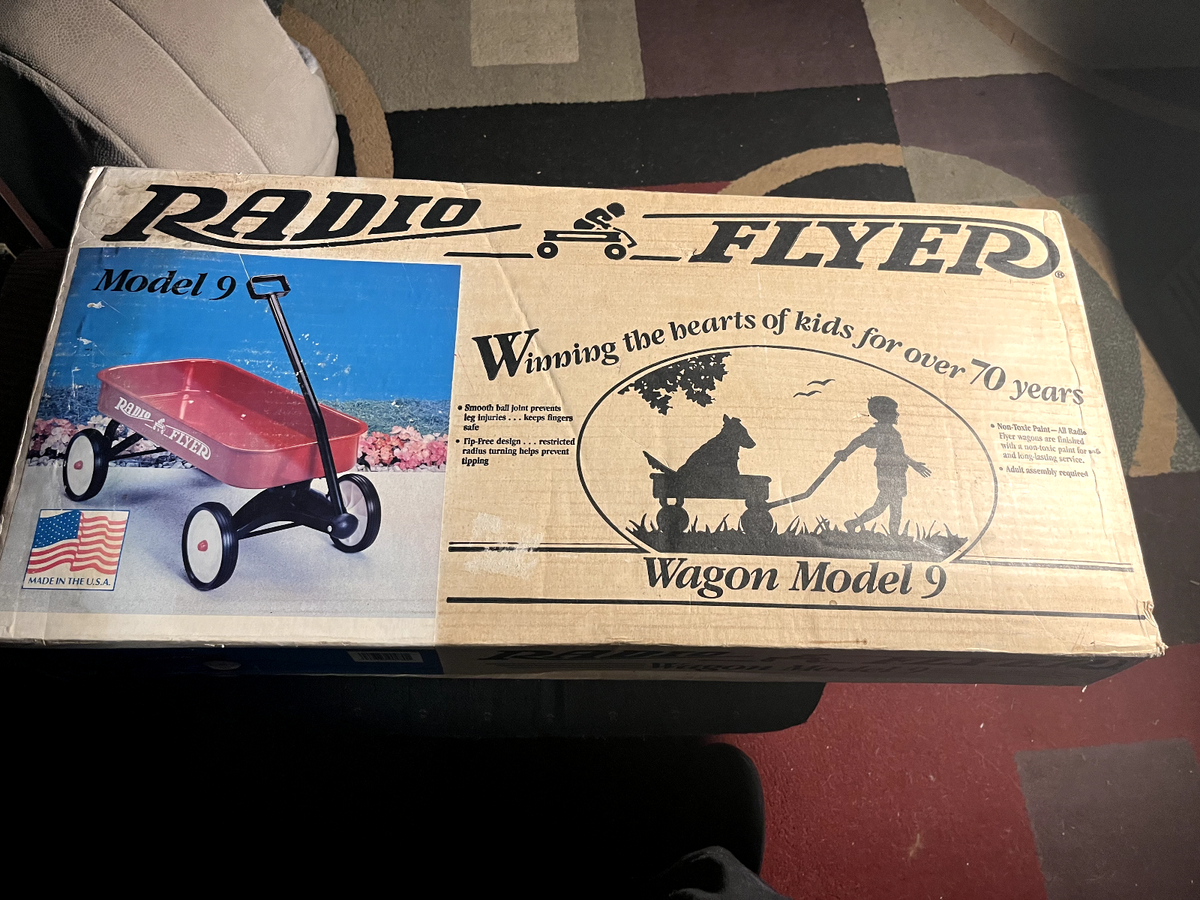 RADIO FLYER®
Model 9
RADIO FLYER
MADE IN THE U.S.A.
Winning the hearts of kids for over 70 years
• Smooth ball joint prevents
leg injuries . . . keeps fingers
safe
• Tip-Free design . . . restricted
radius turning helps prevent
tipping
• Non-Toxic Paint—All Radio
Flyer wagons are finished
with a non-toxic paint for safe
and long-lasting service.
• Adult assembly required
Wagon Model 9
Wagon Model